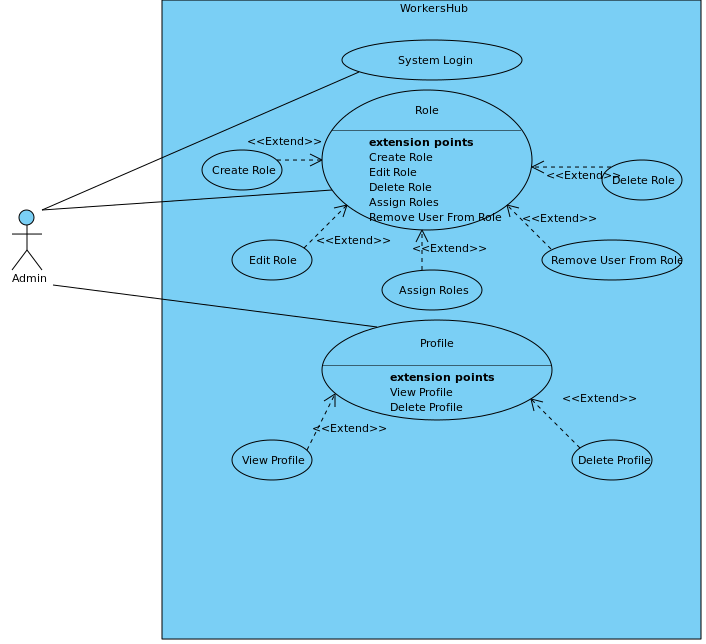 WorkersHub
System Login
Role
extension points
Create Role
Edit Role
Delete Role
Assign Roles
Remove User From Role
<<Extend>>
Create Role
<<Extend>>
Delete Role
<<Extend>>
Edit Role
<<Extend>>
Assign Roles
<<Extend>>
Remove User From Role
Admin
Profile
extension points
View Profile
Delete Profile
<<Extend>>
View Profile
<<Extend>>
Delete Profile